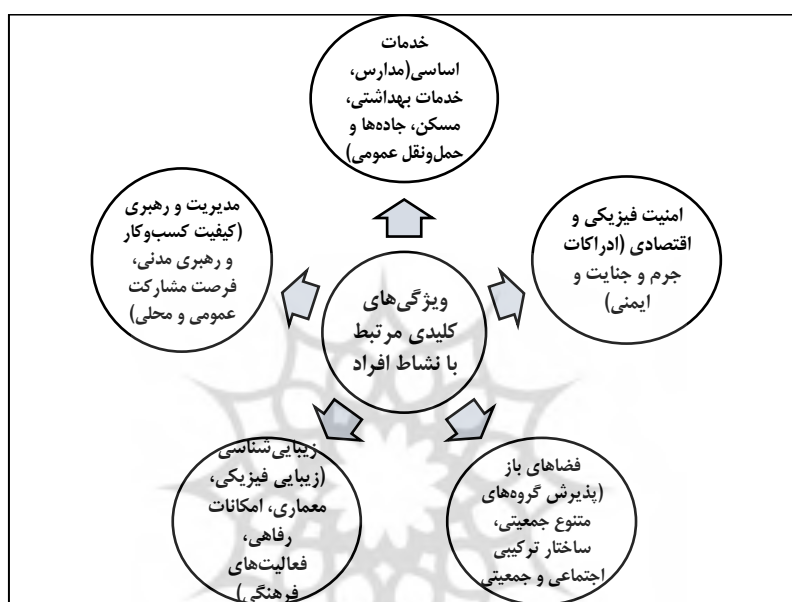 خدمات
اساسی(مدارس،
خدمات بهداشتی،
مسکن، جاده‌ها و
حمل‌ونقل عمومی)
امنیت فیزیکی و
اقتصادی (ادراکات
جرم و جنایت و
ایمنی)
مدیریت و رهبری
(کیفیت کسب‌وکار
و رهبری مدنی،
فرصت مشارکت
عمومی و محلی)
ویژگی‌های
کلیدی مرتبط
با نشاط افراد
فضاهای باز
(پذیرش گروه‌های
متنوع جمعیتی،
ساختار ترکیبی
اجتماعی و جمعیتی
زیبایی‌شناسی
(زیبایی فیزیکی،
معماری، امکانات
رفاهی،
فعالیت‌های
فرهنگی)